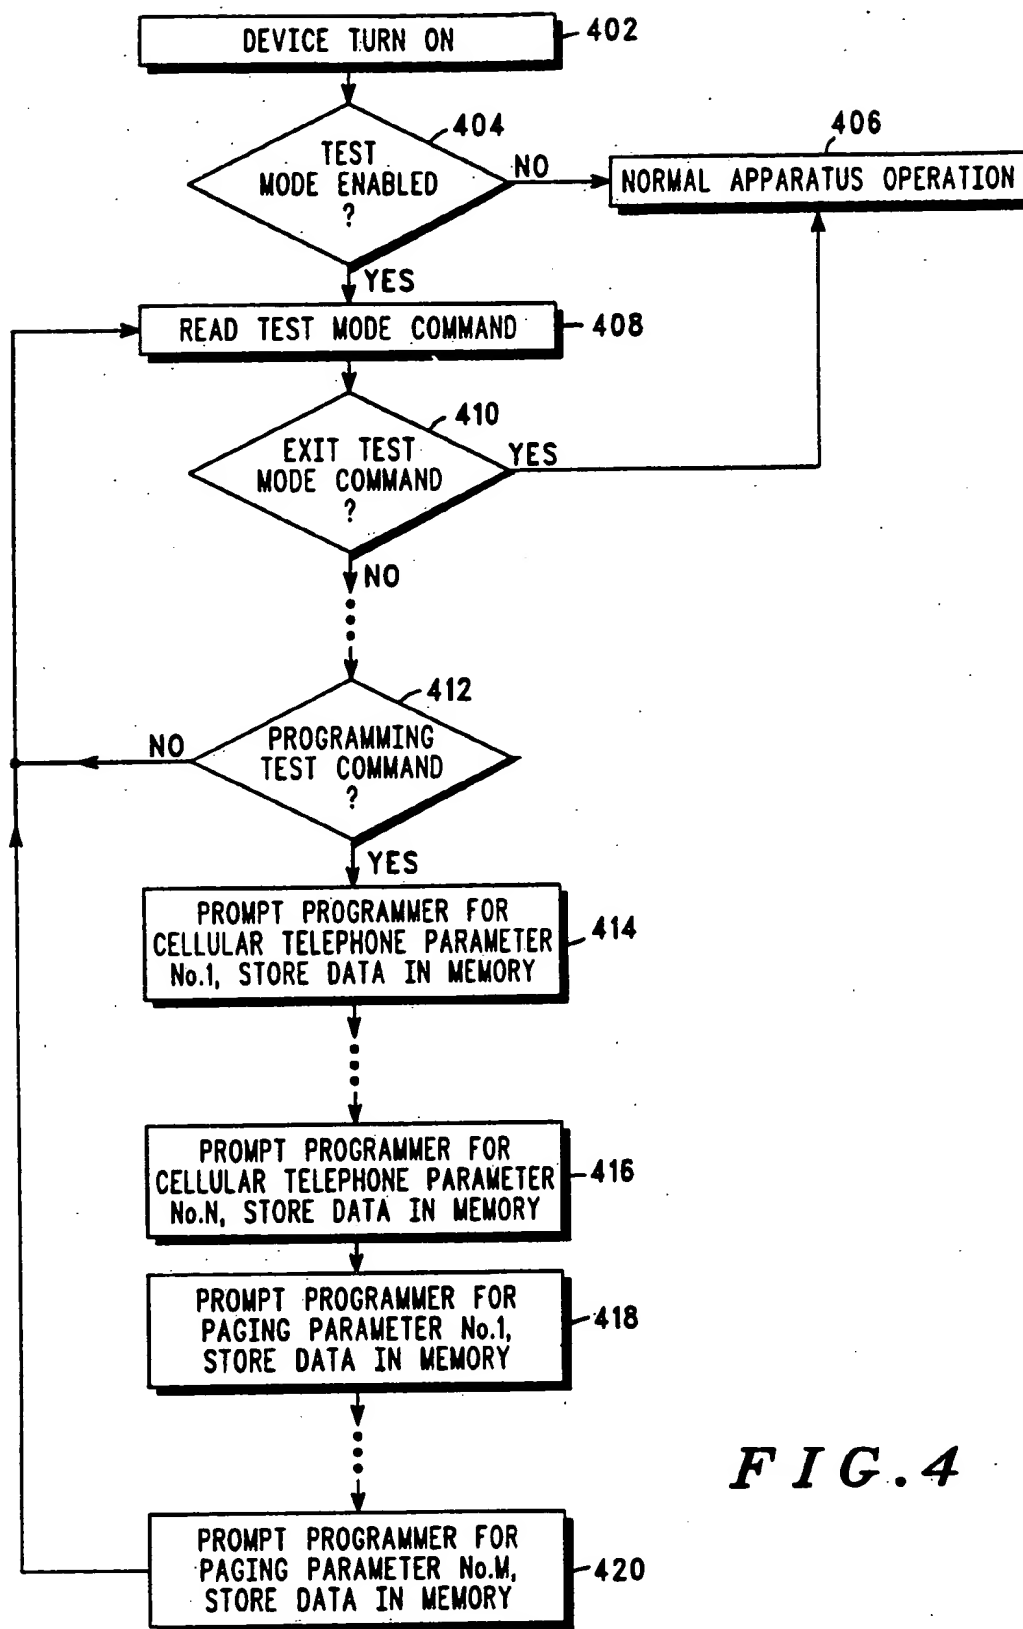 DEVICE TURN ON
402
TEST
MODE ENABLED
?
404
NO
406
NORMAL APPARATUS OPERATION
YES
READ TEST MODE COMMAND
408
EXIT TEST
MODE COMMAND
?
410
YES
NO
PROGRAMMING
TEST COMMAND
?
412
NO
YES
PROMPT PROGRAMMER FOR
CELLULAR TELEPHONE PARAMETER
No.1, STORE DATA IN MEMORY
414
PROMPT PROGRAMMER FOR
CELLULAR TELEPHONE PARAMETER
No.N, STORE DATA IN MEMORY
416
PROMPT PROGRAMMER FOR
PAGING PARAMETER No.1,
STORE DATA IN MEMORY
418
PROMPT PROGRAMMER FOR
PAGING PARAMETER No.M,
STORE DATA IN MEMORY
420
FIG.4